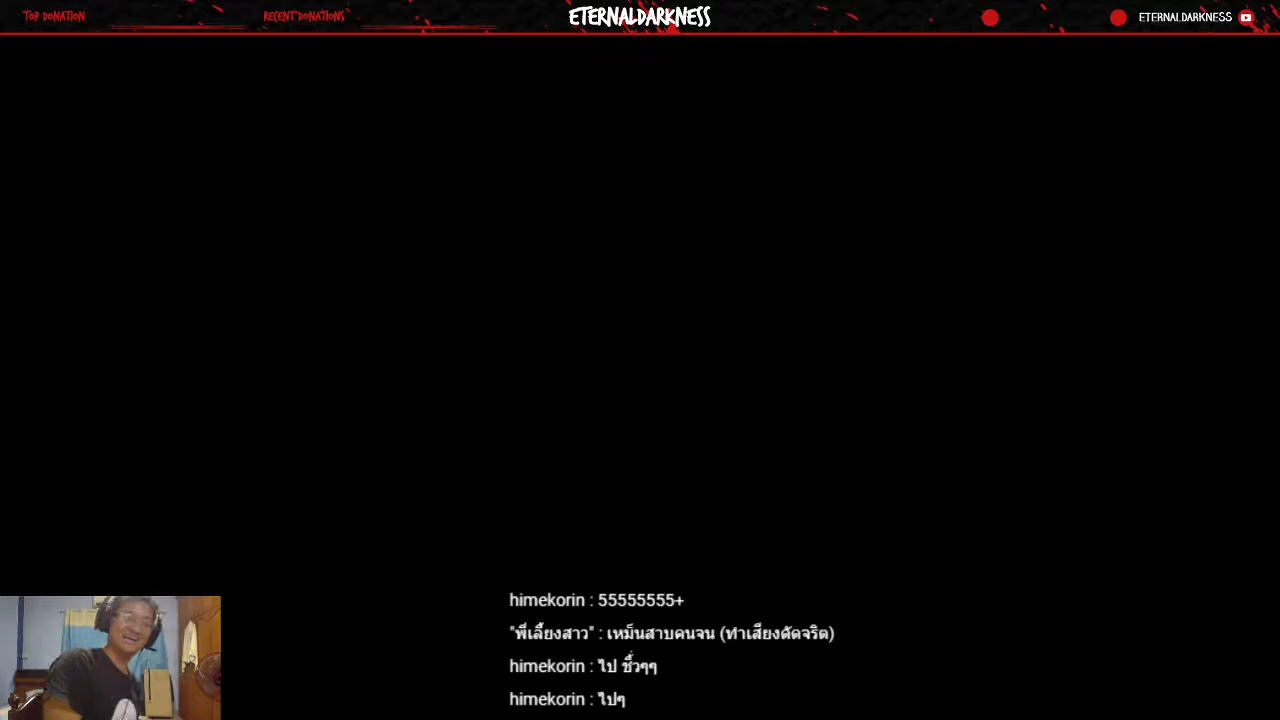 TOP DONATION
RECENT DONATIONS
ETERNALDARKNESS
ETERNALDARKNESS
himekorin : 55555555+
"พี่เลี้ยงสาว" : เหม็นสาบคนจน (ทำเสียงดัดจริต)
himekorin : ไป ชิ้วๆๆ
himekorin : ไปๆ